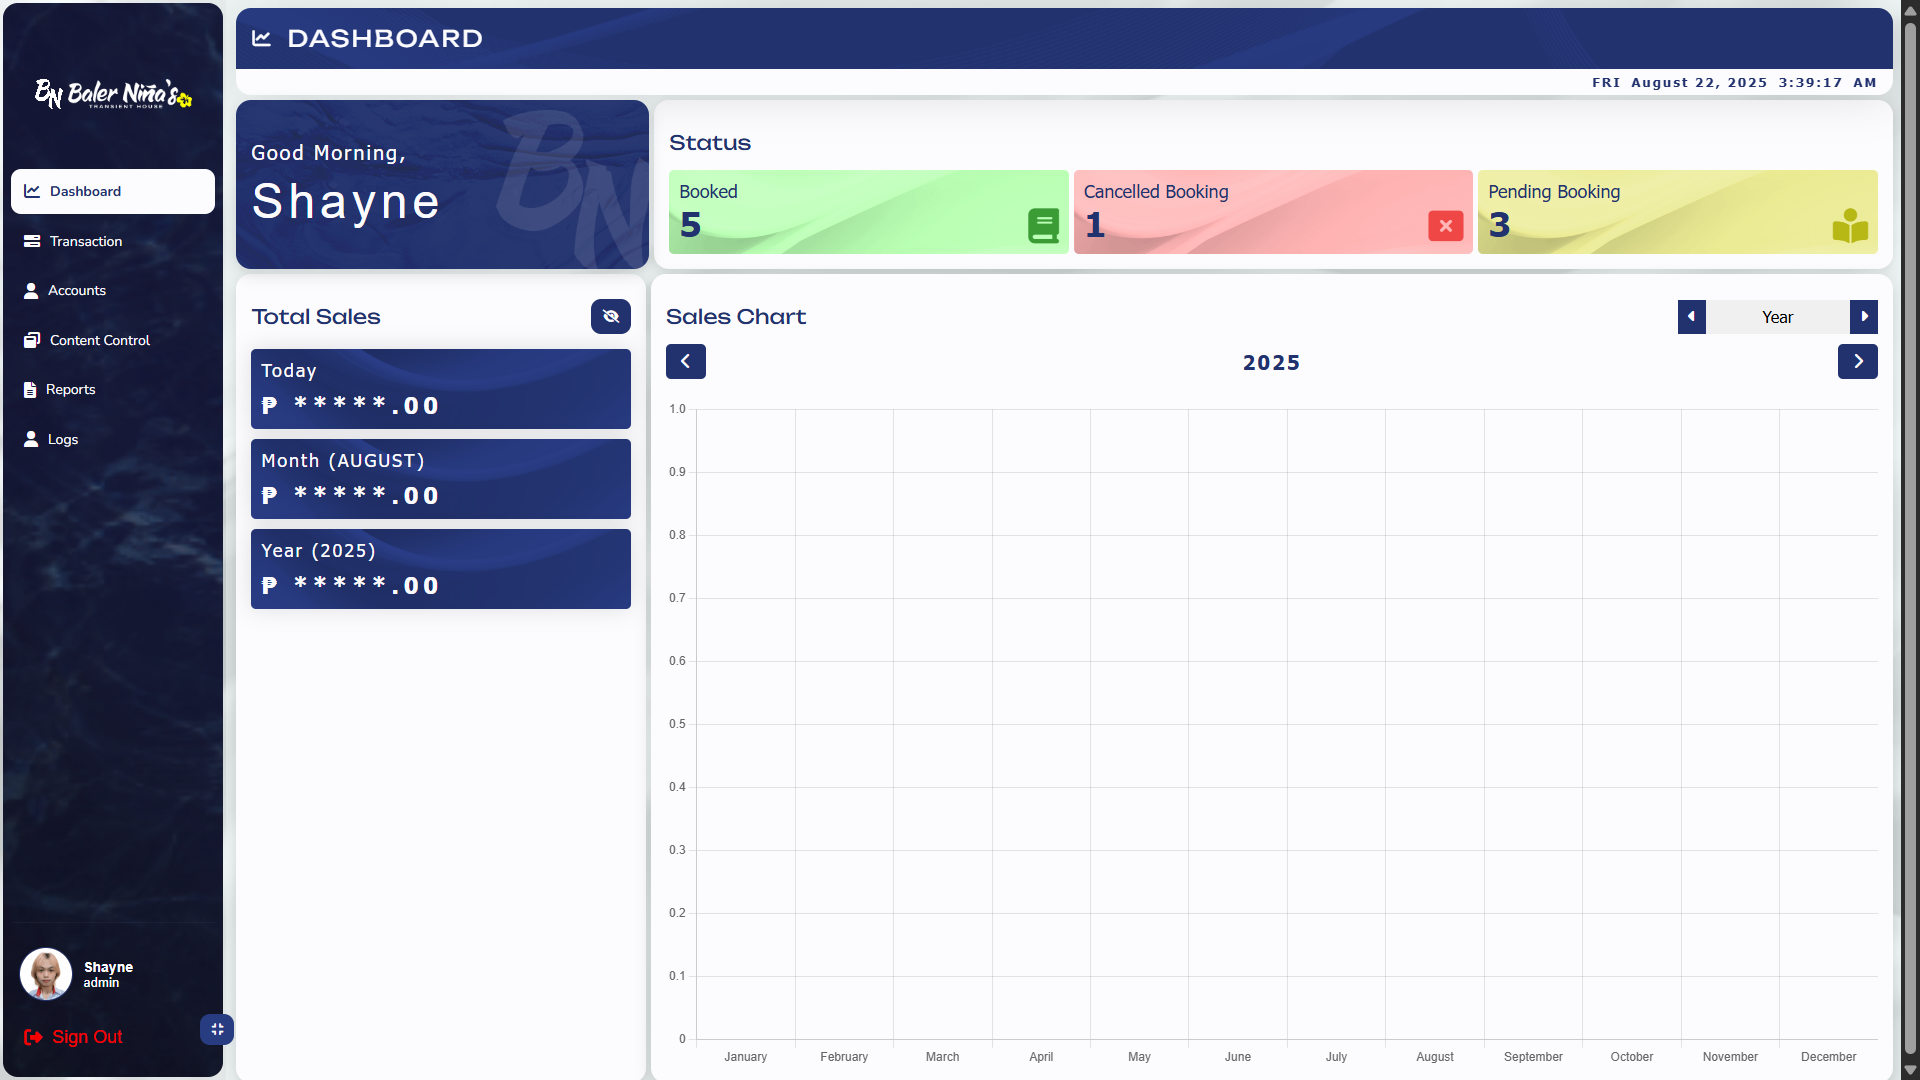 BN Baler Niña's
TRANSIENT HOUSE
Dashboard
Transaction
Accounts
Content Control
Reports
Logs
Shayne
admin
Sign Out
DASHBOARD
FRI August 22, 2025 3:39:17 AM
Good Morning,
Shayne
BN
Status
Booked
5
Cancelled Booking
1
Pending Booking
3
Total Sales
Today
₱ *****.00
Month (AUGUST)
₱ *****.00
Year (2025)
₱ *****.00
Sales Chart
Year
2025
1.0
0.9
0.8
0.7
0.6
0.5
0.4
0.3
0.2
0.1
0
January February March April May June July August September October November December